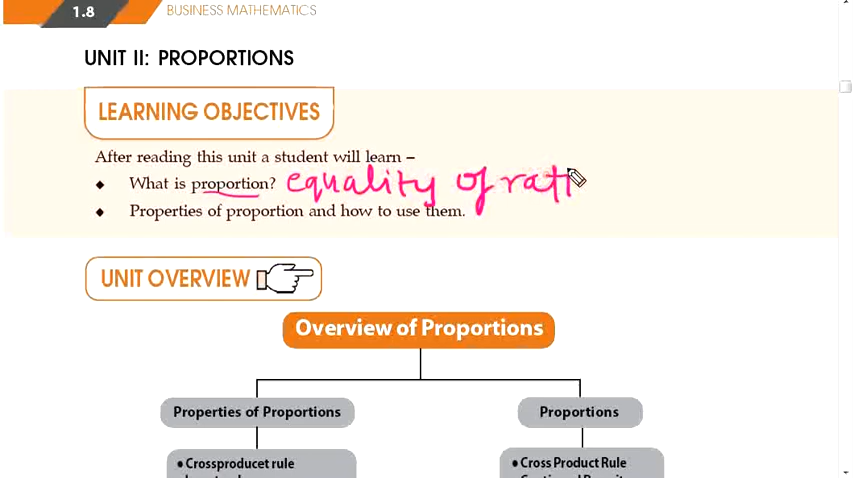 1.8
BUSINESS MATHEMATICS
UNIT II: PROPORTIONS
LEARNING OBJECTIVES
After reading this unit a student will learn –
◆ What is proportion? equality of rati
◆ Properties of proportion and how to use them.
UNIT OVERVIEW
Overview of Proportions
Properties of Proportions
Proportions
• Crossproducet rule
• Cross Product Rule